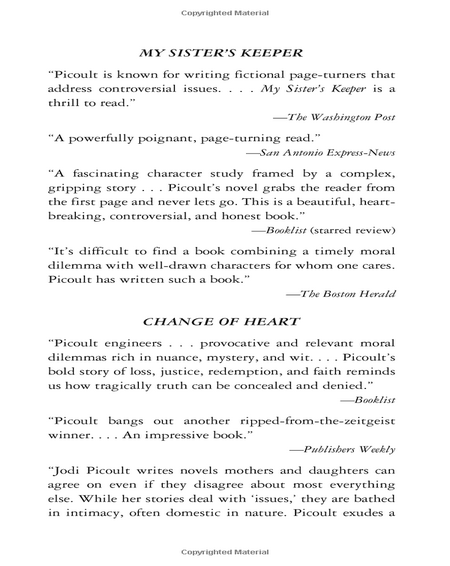 Copyrighted Material
MY SISTER'S KEEPER
“Picoult is known for writing fictional page-turners that
address controversial issues. . . . My Sister's Keeper is a
thrill to read.”
—The Washington Post
“A powerfully poignant, page-turning read.”
—San Antonio Express-News
“A fascinating character study framed by a complex,
gripping story . . . Picoult's novel grabs the reader from
the first page and never lets go. This is a beautiful, heart-
breaking, controversial, and honest book.”
—Booklist (starred review)
“It's difficult to find a book combining a timely moral
dilemma with well-drawn characters for whom one cares.
Picoult has written such a book.”
—The Boston Herald
CHANGE OF HEART
“Picoult engineers . . . provocative and relevant moral
dilemmas rich in nuance, mystery, and wit. . . . Picoult's
bold story of loss, justice, redemption, and faith reminds
us how tragically truth can be concealed and denied.”
—Booklist
“Picoult bangs out another ripped-from-the-zeitgeist
winner. . . . An impressive book.”
—Publishers Weekly
“Jodi Picoult writes novels mothers and daughters can
agree on even if they disagree about most everything
else. While her stories deal with ‘issues,’ they are bathed
in intimacy, often domestic in nature. Picoult exudes a
Copyrighted Material